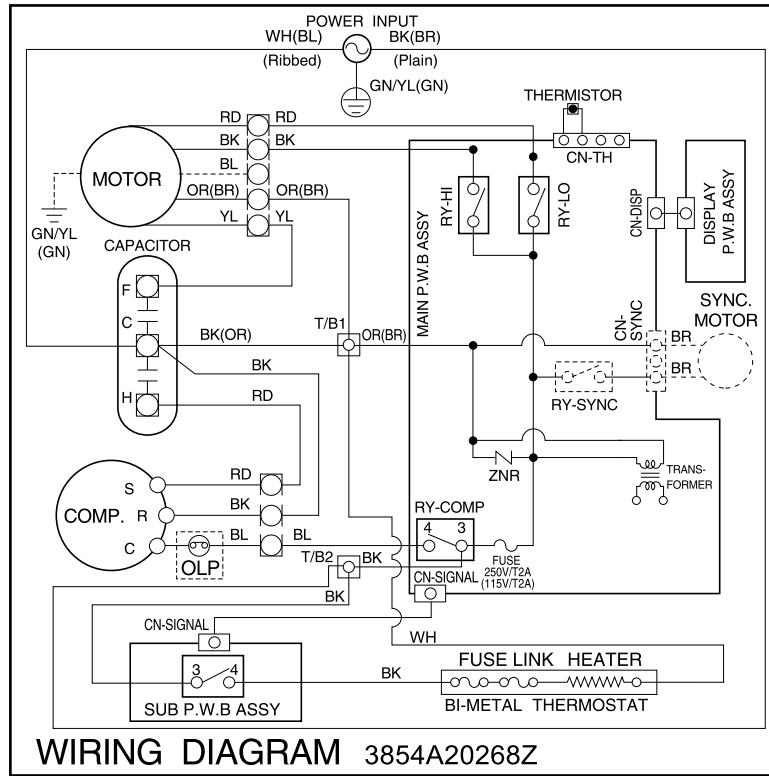 POWER INPUT
WH(BL) BK(BR)
(Ribbed) (Plain)
GN/YL(GN)
THERMISTOR
RD RD
BK BK
CN-TH
BL
MOTOR
OR(BR) OR(BR)
RY-HI
RY-LO
CN-DISP
DISPLAY
P.W.B ASSY
YL YL
GN/YL
(GN)
CAPACITOR
MAIN P.W.B ASSY
F
SYNC.
MOTOR
CN-
SYNC
C
BK(OR)
T/B1
OR(BR)
BR
BK
BR
H
RD
RY-SYNC
ZNR
TRANS-
FORMER
S
RD
RY-COMP
COMP.
R
BK
4 3
C
BL BL
OLP
T/B2
BK
FUSE
250V/T2A
(115V/T2A)
CN-SIGNAL
BK
CN-SIGNAL
WH
3 4
BK
FUSE LINK HEATER
SUB P.W.B ASSY
BI-METAL THERMOSTAT
WIRING DIAGRAM 3854A20268Z